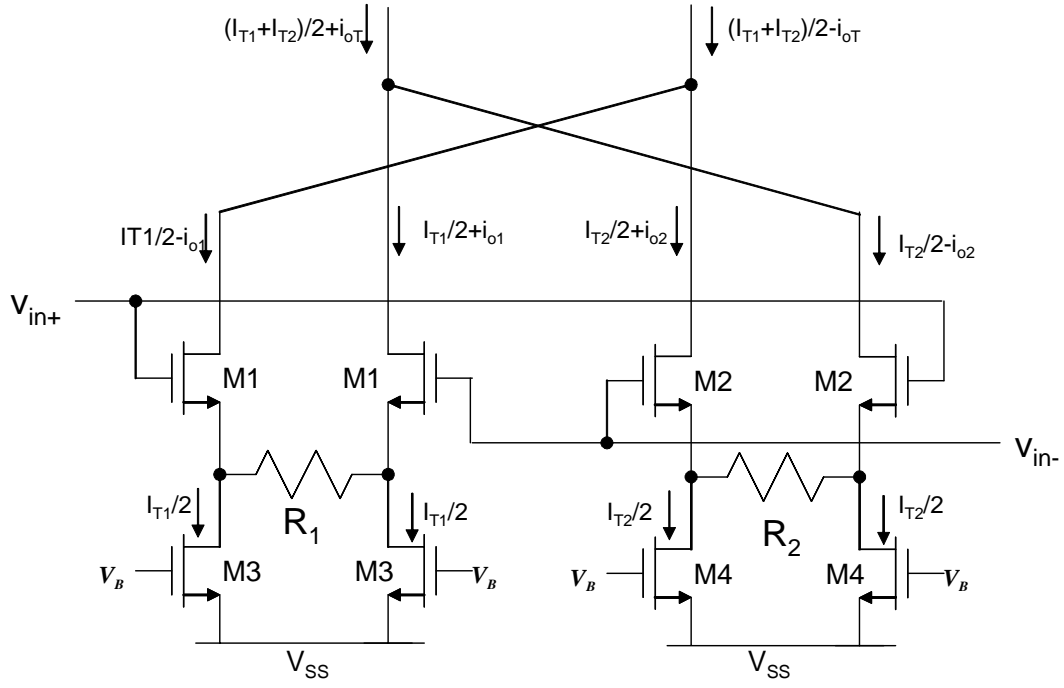 (I_T1+I_T2)/2+i_oT
(I_T1+I_T2)/2-i_oT
IT1/2-i_o1
I_T1/2+i_o1
I_T2/2+i_o2
I_T2/2-i_o2
V_in+
M1
M1
M2
M2
V_in-
I_T1/2
R_1
I_T1/2
I_T2/2
R_2
I_T2/2
V_B
M3
M3
V_B
V_B
M4
M4
V_B
V_SS
V_SS